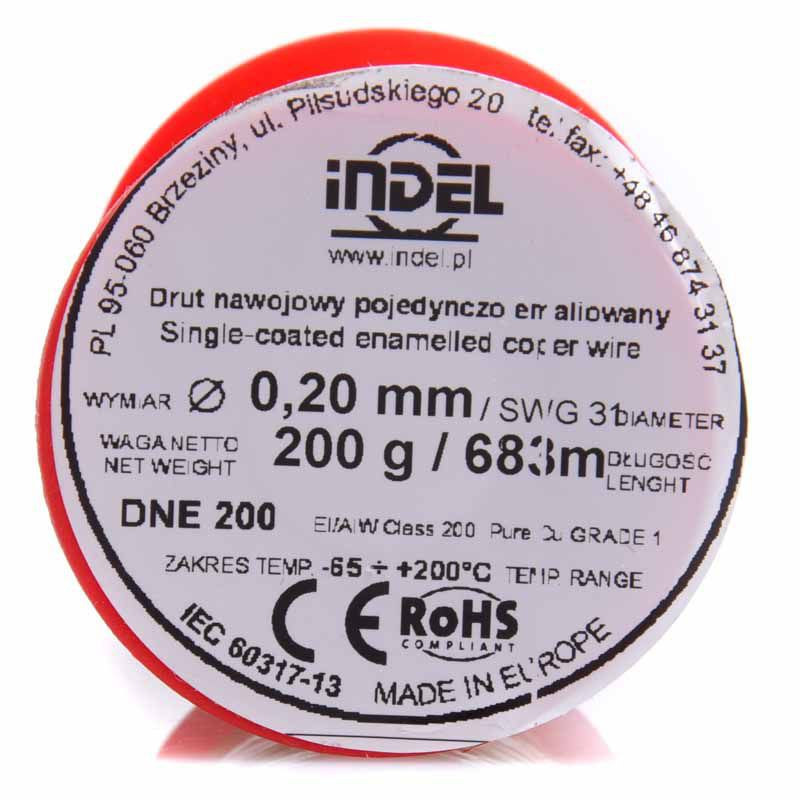 PL 95-060 Brzeziny, ul. Piłsudskiego 20 tel fax: +48 46 874 31 37
iNDEL
www.indel.pl
Drut nawojowy pojedynczo emaliowany
Single-coated enamelled copper wire
WYMIAR Ø 0,20 mm / SWG 31 DIAMETER
WAGA NETTO 200 g / 683m DŁUGOŚĆ
NET WEIGHT LENGHT
DNE 200 EI/AIW Class 200 Pure Cu GRADE 1
ZAKRES TEMP. -65 ÷ +200°C TEMP. RANGE
CE RoHS
COMPLIANT
IEC 60317-13 MADE IN EUROPE